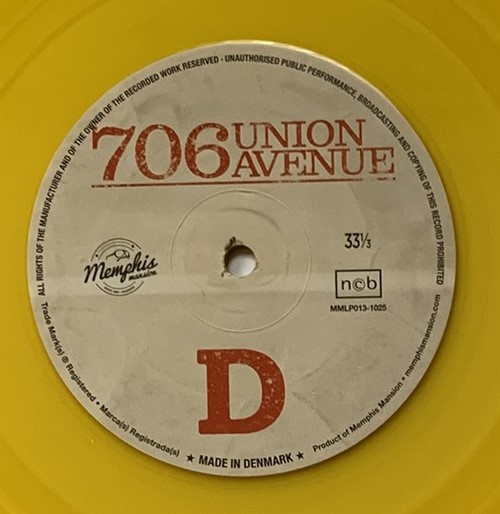 ALL RIGHTS OF THE MANUFACTURER AND OF THE OWNER OF THE RECORDED WORK RESERVED - UNAUTHORISED PUBLIC PERFORMANCE, BROADCASTING AND COPYING OF THIS RECORD PROHIBITED
706 UNION AVENUE
Memphis
mansion
33⅓
n©b
MMLP013-1025
D
Trade Mark(s) ® Registered • Marca(s) Registrada(s) ★ MADE IN DENMARK ★ Product of Memphis Mansion • memphismansion.com